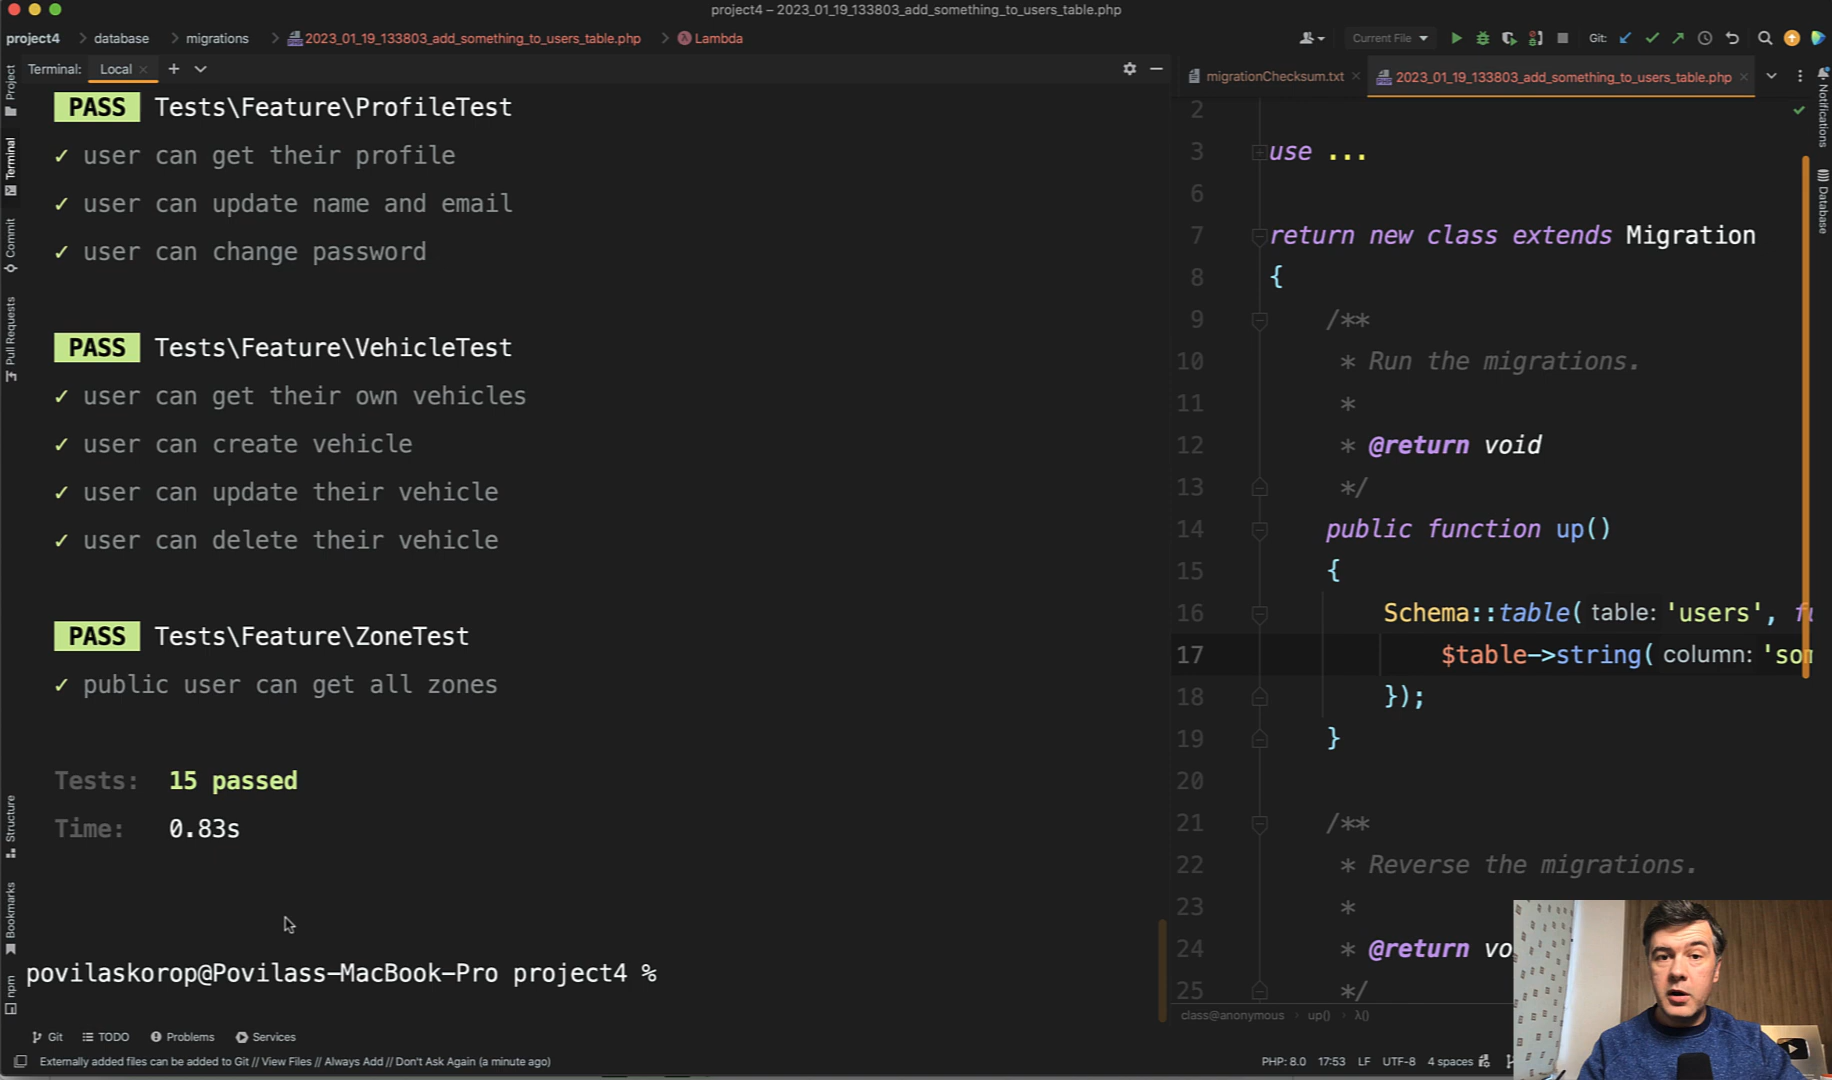 project4 – 2023_01_19_133803_add_something_to_users_table.php
project4 database migrations 2023_01_19_133803_add_something_to_users_table.php Lambda
Current File Git:
Terminal: Local
migrationChecksum.txt 2023_01_19_133803_add_something_to_users_table.php
Project
Terminal
Commit
Pull Requests
Structure
Bookmarks
npm
PASS Tests\Feature\ProfileTest
✓ user can get their profile
✓ user can update name and email
✓ user can change password
PASS Tests\Feature\VehicleTest
✓ user can get their own vehicles
✓ user can create vehicle
✓ user can update their vehicle
✓ user can delete their vehicle
PASS Tests\Feature\ZoneTest
✓ public user can get all zones
Tests: 15 passed
Time: 0.83s
povilaskorop@Povilass-MacBook-Pro project4 %
2
3 use ...
6
7 return new class extends Migration
8 {
9 /**
10 * Run the migrations.
11 *
12 * @return void
13 */
14 public function up()
15 {
16 Schema::table( table: 'users', fu
17 $table->string( column: 'som
18 });
19 }
20
21 /**
22 * Reverse the migrations.
23 *
24 * @return vo
25 */
class@anonymous › up() › λ()
Notifications
Database
Git TODO Problems Services
Externally added files can be added to Git // View Files // Always Add // Don't Ask Again (a minute ago)
PHP: 8.0 17:53 LF UTF-8 4 spaces